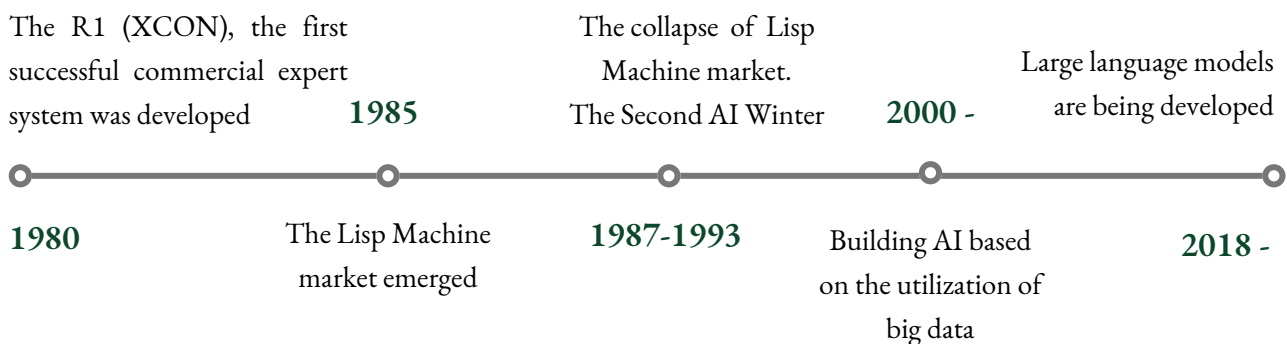 The R1 (XCON), the first
successful commercial expert
system was developed
1980
1985
The Lisp Machine
market emerged
The collapse of Lisp
Machine market.
The Second AI Winter
1987-1993
2000 -
Building AI based
on the utilization of
big data
Large language models
are being developed
2018 -